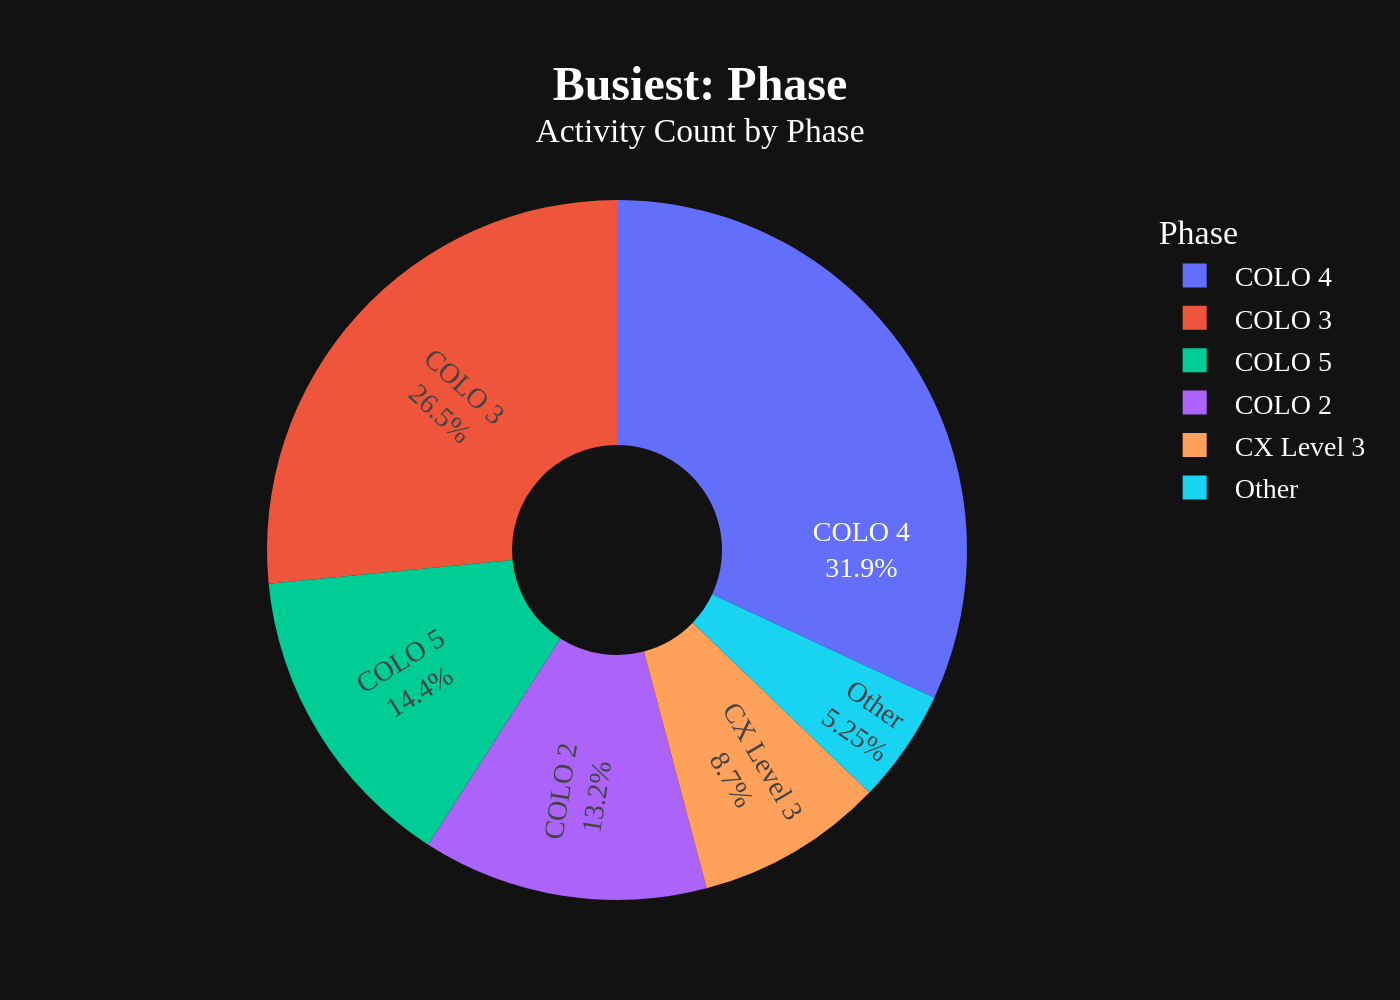 Busiest: Phase
Activity Count by Phase
Phase
COLO 4
COLO 3
COLO 5
COLO 2
CX Level 3
Other
COLO 3
26.5%
COLO 4
31.9%
COLO 5
14.4%
COLO 2
13.2%
CX Level 3
8.7%
Other
5.25%